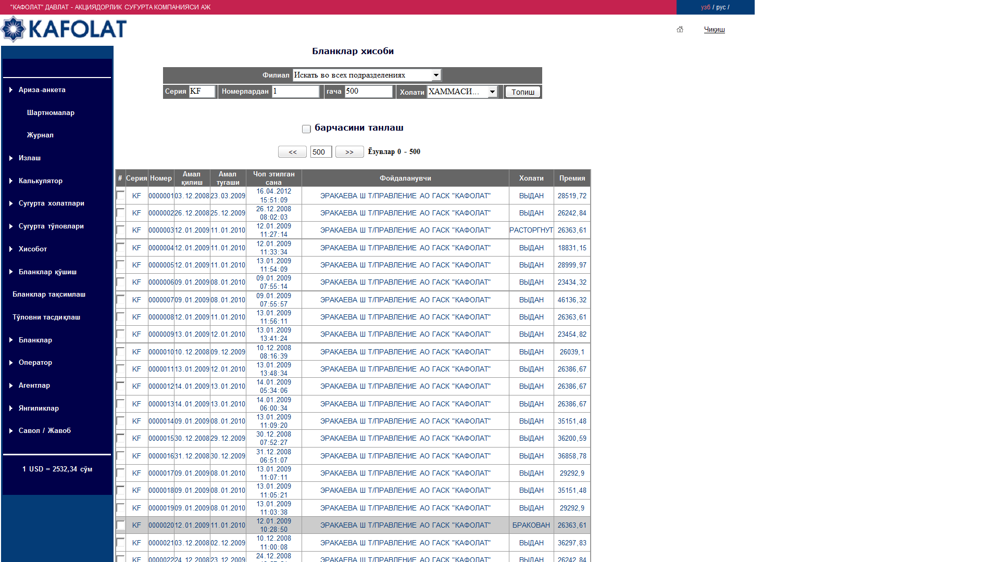 "КАФОЛАТ" ДАВЛАТ - АКЦИЯДОРЛИК СУҒУРТА КОМПАНИЯСИ АЖ
узб / рус /
KAFOLAT
Чиқиш
Бланклар хисоби
Филиал Искать во всех подразделениях
Серия KF Номерлардан 1 гача 500 Холати ХАММАСИ... Топиш
барчасини танлаш
<< 500 >> Ёзувлар 0 - 500
Ариза-анкета
Шартномалар
Журнал
Излаш
Калькулятор
Сугурта холатлари
Сугурта тўловлари
Хисобот
Бланклар қўшиш
Бланклар тақсимлаш
Тўловни тасдиқлаш
Бланклар
Оператор
Агентлар
Янгиликлар
Савол / Жавоб
1 USD = 2532,34 сўм
# Серия Номер Амал қилиш Амал тугаши Чоп этилган сана Фойдаланувчи Холати Премия
KF 0000001 03.12.2008 23.03.2009 16.04.2012 15:51:09 ЭРАКАЕВА Ш Т/ПРАВЛЕНИЕ АО ГАСК "КАФОЛАТ" ВЫДАН 28519,72
KF 0000002 26.12.2008 25.12.2009 26.12.2008 08:02:03 ЭРАКАЕВА Ш Т/ПРАВЛЕНИЕ АО ГАСК "КАФОЛАТ" ВЫДАН 26242,84
KF 0000003 12.01.2009 11.01.2010 12.01.2009 11:27:14 ЭРАКАЕВА Ш Т/ПРАВЛЕНИЕ АО ГАСК "КАФОЛАТ" РАСТОРГНУТ 26363,61
KF 0000004 12.01.2009 11.01.2010 12.01.2009 11:33:34 ЭРАКАЕВА Ш Т/ПРАВЛЕНИЕ АО ГАСК "КАФОЛАТ" ВЫДАН 18831,15
KF 0000005 12.01.2009 11.01.2010 13.01.2009 11:54:09 ЭРАКАЕВА Ш Т/ПРАВЛЕНИЕ АО ГАСК "КАФОЛАТ" ВЫДАН 28999,97
KF 0000006 09.01.2009 08.01.2010 09.01.2009 07:55:14 ЭРАКАЕВА Ш Т/ПРАВЛЕНИЕ АО ГАСК "КАФОЛАТ" ВЫДАН 23434,32
KF 0000007 09.01.2009 08.01.2010 09.01.2009 07:55:57 ЭРАКАЕВА Ш Т/ПРАВЛЕНИЕ АО ГАСК "КАФОЛАТ" ВЫДАН 46136,32
KF 0000008 12.01.2009 11.01.2010 13.01.2009 11:56:11 ЭРАКАЕВА Ш Т/ПРАВЛЕНИЕ АО ГАСК "КАФОЛАТ" ВЫДАН 26363,61
KF 0000009 13.01.2009 12.01.2010 13.01.2009 13:41:24 ЭРАКАЕВА Ш Т/ПРАВЛЕНИЕ АО ГАСК "КАФОЛАТ" ВЫДАН 23454,82
KF 0000010 10.12.2008 09.12.2009 10.12.2008 08:16:39 ЭРАКАЕВА Ш Т/ПРАВЛЕНИЕ АО ГАСК "КАФОЛАТ" ВЫДАН 26039,1
KF 0000011 13.01.2009 12.01.2010 13.01.2009 13:48:34 ЭРАКАЕВА Ш Т/ПРАВЛЕНИЕ АО ГАСК "КАФОЛАТ" ВЫДАН 26386,67
KF 0000012 14.01.2009 13.01.2010 14.01.2009 05:34:06 ЭРАКАЕВА Ш Т/ПРАВЛЕНИЕ АО ГАСК "КАФОЛАТ" ВЫДАН 26386,67
KF 0000013 14.01.2009 13.01.2010 14.01.2009 06:00:34 ЭРАКАЕВА Ш Т/ПРАВЛЕНИЕ АО ГАСК "КАФОЛАТ" ВЫДАН 26386,67
KF 0000014 09.01.2009 08.01.2010 13.01.2009 11:09:20 ЭРАКАЕВА Ш Т/ПРАВЛЕНИЕ АО ГАСК "КАФОЛАТ" ВЫДАН 35151,48
KF 0000015 30.12.2008 29.12.2009 30.12.2008 07:52:27 ЭРАКАЕВА Ш Т/ПРАВЛЕНИЕ АО ГАСК "КАФОЛАТ" ВЫДАН 36200,59
KF 0000016 31.12.2008 30.12.2009 31.12.2008 06:51:07 ЭРАКАЕВА Ш Т/ПРАВЛЕНИЕ АО ГАСК "КАФОЛАТ" ВЫДАН 36858,78
KF 0000017 09.01.2009 08.01.2010 13.01.2009 11:07:11 ЭРАКАЕВА Ш Т/ПРАВЛЕНИЕ АО ГАСК "КАФОЛАТ" ВЫДАН 29292,9
KF 0000018 09.01.2009 08.01.2010 13.01.2009 11:05:21 ЭРАКАЕВА Ш Т/ПРАВЛЕНИЕ АО ГАСК "КАФОЛАТ" ВЫДАН 35151,48
KF 0000019 09.01.2009 08.01.2010 13.01.2009 11:03:38 ЭРАКАЕВА Ш Т/ПРАВЛЕНИЕ АО ГАСК "КАФОЛАТ" ВЫДАН 29292,9
KF 0000020 12.01.2009 11.01.2010 12.01.2009 10:28:50 ЭРАКАЕВА Ш Т/ПРАВЛЕНИЕ АО ГАСК "КАФОЛАТ" БРАКОВАН 26363,61
KF 0000021 03.12.2008 02.12.2009 10.12.2008 11:00:08 ЭРАКАЕВА Ш Т/ПРАВЛЕНИЕ АО ГАСК "КАФОЛАТ" ВЫДАН 36297,83
KF 0000022 24.12.2008 23.12.2009 24.12.2008 ЭРАКАЕВА Ш Т/ПРАВЛЕНИЕ АО ГАСК "КАФОЛАТ" ВЫДАН 26242,84